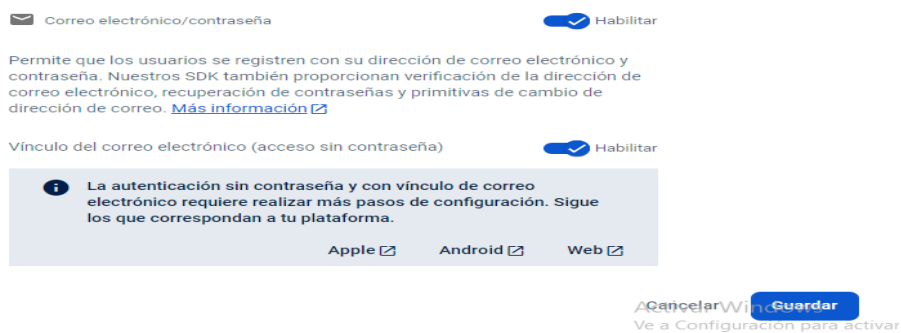 Correo electrónico/contraseña
Habilitar
Permite que los usuarios se registren con su dirección de correo electrónico y
contraseña. Nuestros SDK también proporcionan verificación de la dirección de
correo electrónico, recuperación de contraseñas y primitivas de cambio de
dirección de correo. Más información
Vínculo del correo electrónico (acceso sin contraseña)
Habilitar
La autenticación sin contraseña y con vínculo de correo
electrónico requiere realizar más pasos de configuración. Sigue
los que correspondan a tu plataforma.
Apple Android Web
Cancelar Guardar
Activar Windows
Ve a Configuración para activar